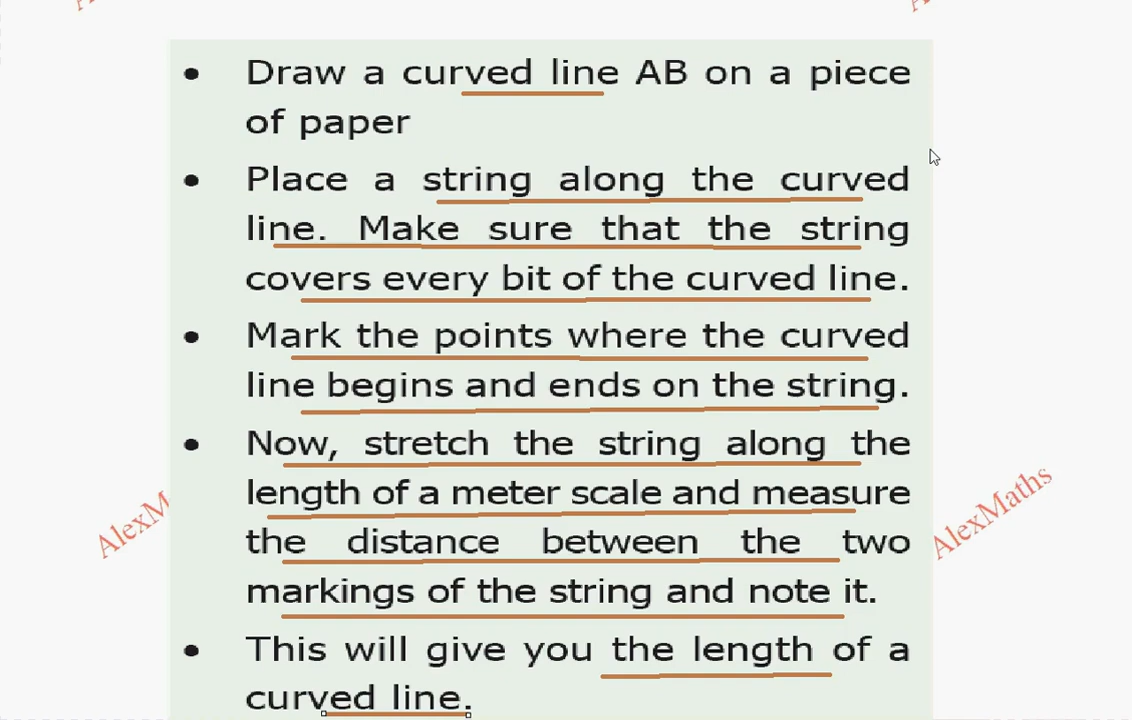 • Draw a curved line AB on a piece
of paper
• Place a string along the curved
line. Make sure that the string
covers every bit of the curved line.
• Mark the points where the curved
line begins and ends on the string.
• Now, stretch the string along the
length of a meter scale and measure
the distance between the two
markings of the string and note it.
• This will give you the length of a
curved line.
AlexM
AlexMaths